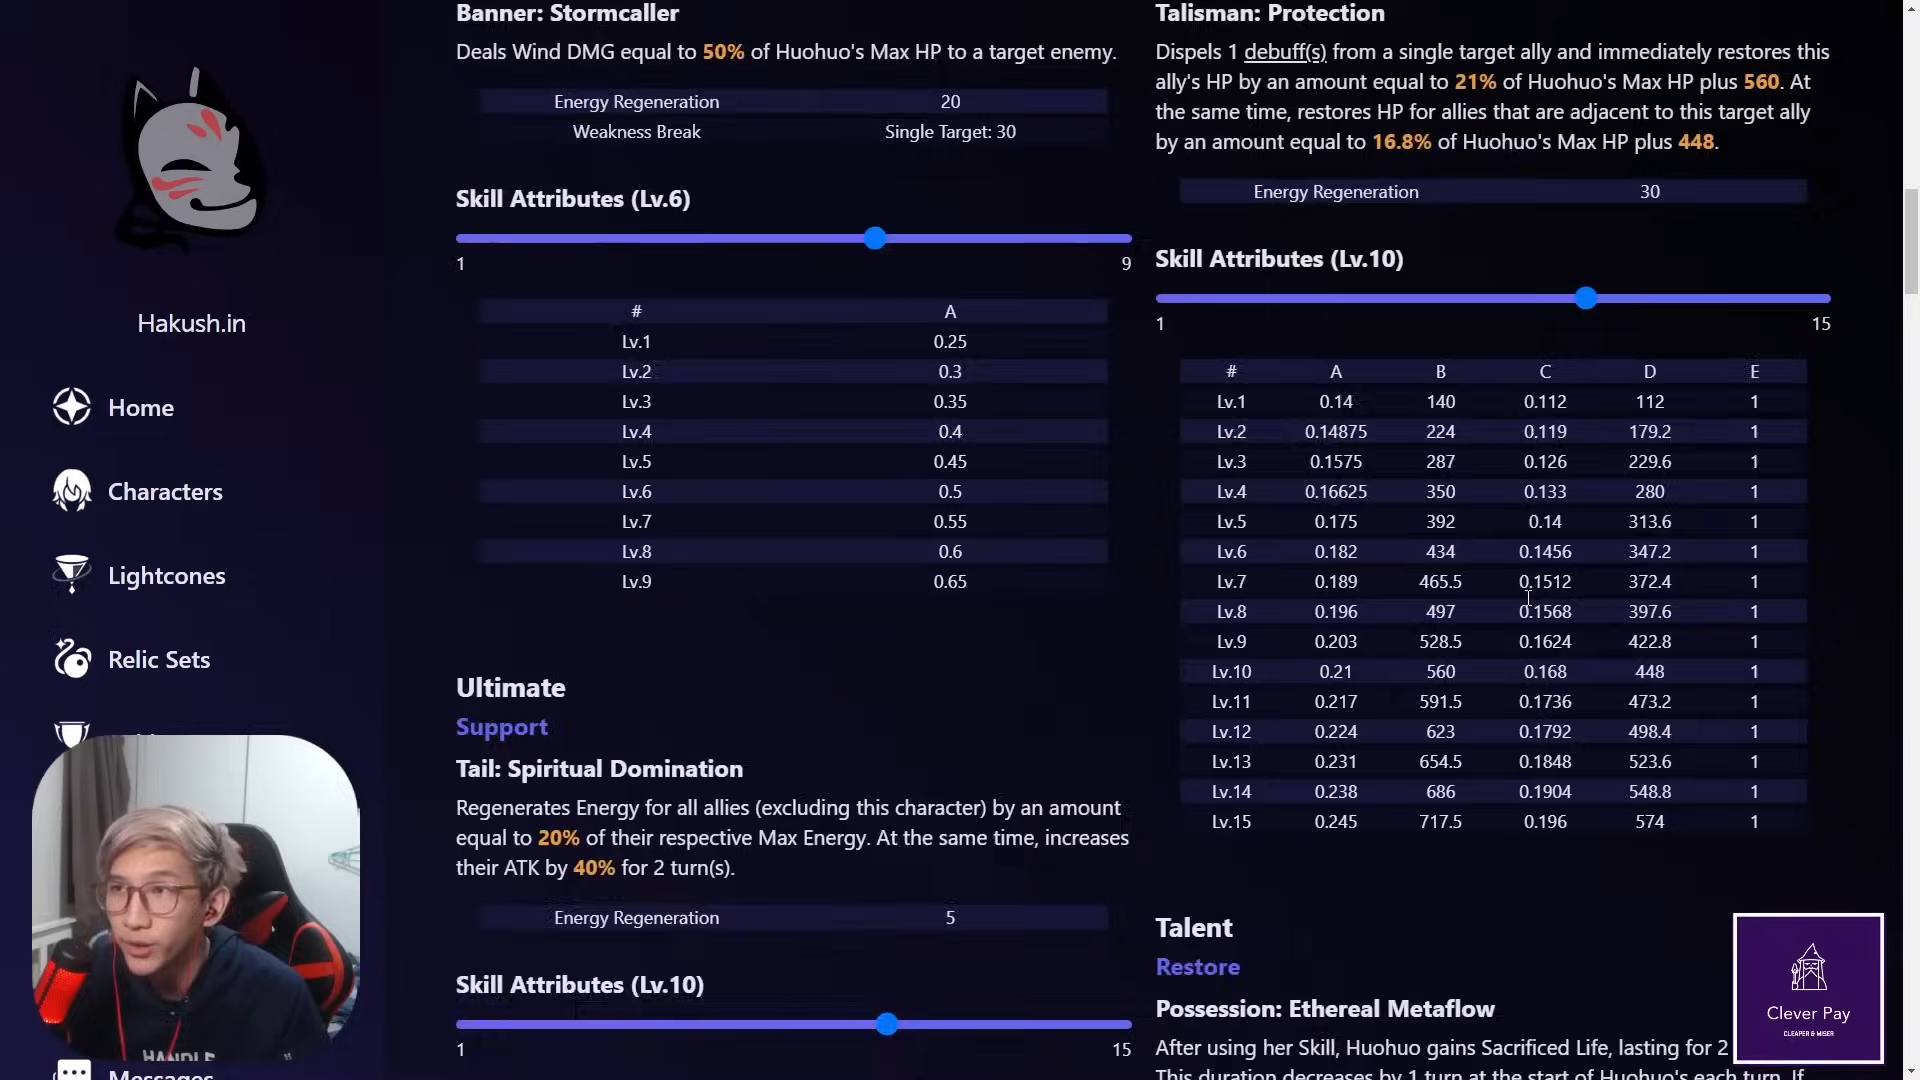 Banner: Stormcaller
Deals Wind DMG equal to 50% of Huohuo's Max HP to a target enemy.
Energy Regeneration 20
Weakness Break Single Target: 30
Skill Attributes (Lv.6)
1 9
# A
Lv.1 0.25
Lv.2 0.3
Lv.3 0.35
Lv.4 0.4
Lv.5 0.45
Lv.6 0.5
Lv.7 0.55
Lv.8 0.6
Lv.9 0.65
Ultimate
Support
Tail: Spiritual Domination
Regenerates Energy for all allies (excluding this character) by an amount
equal to 20% of their respective Max Energy. At the same time, increases
their ATK by 40% for 2 turn(s).
Energy Regeneration 5
Skill Attributes (Lv.10)
1 15
Talisman: Protection
Dispels 1 debuff(s) from a single target ally and immediately restores this
ally's HP by an amount equal to 21% of Huohuo's Max HP plus 560. At
the same time, restores HP for allies that are adjacent to this target ally
by an amount equal to 16.8% of Huohuo's Max HP plus 448.
Energy Regeneration 30
Skill Attributes (Lv.10)
1 15
# A B C D E
Lv.1 0.14 140 0.112 112 1
Lv.2 0.14875 224 0.119 179.2 1
Lv.3 0.1575 287 0.126 229.6 1
Lv.4 0.16625 350 0.133 280 1
Lv.5 0.175 392 0.14 313.6 1
Lv.6 0.182 434 0.1456 347.2 1
Lv.7 0.189 465.5 0.1512 372.4 1
Lv.8 0.196 497 0.1568 397.6 1
Lv.9 0.203 528.5 0.1624 422.8 1
Lv.10 0.21 560 0.168 448 1
Lv.11 0.217 591.5 0.1736 473.2 1
Lv.12 0.224 623 0.1792 498.4 1
Lv.13 0.231 654.5 0.1848 523.6 1
Lv.14 0.238 686 0.1904 548.8 1
Lv.15 0.245 717.5 0.196 574 1
Talent
Restore
Possession: Ethereal Metaflow
After using her Skill, Huohuo gains Sacrificed Life, lasting for 2
This duration decreases by 1 turn at the start of Huohuo's each turn. If
Hakush.in
Home
Characters
Lightcones
Relic Sets
Messages
HANDLE
Clever Pay
CLEAPER & MISER